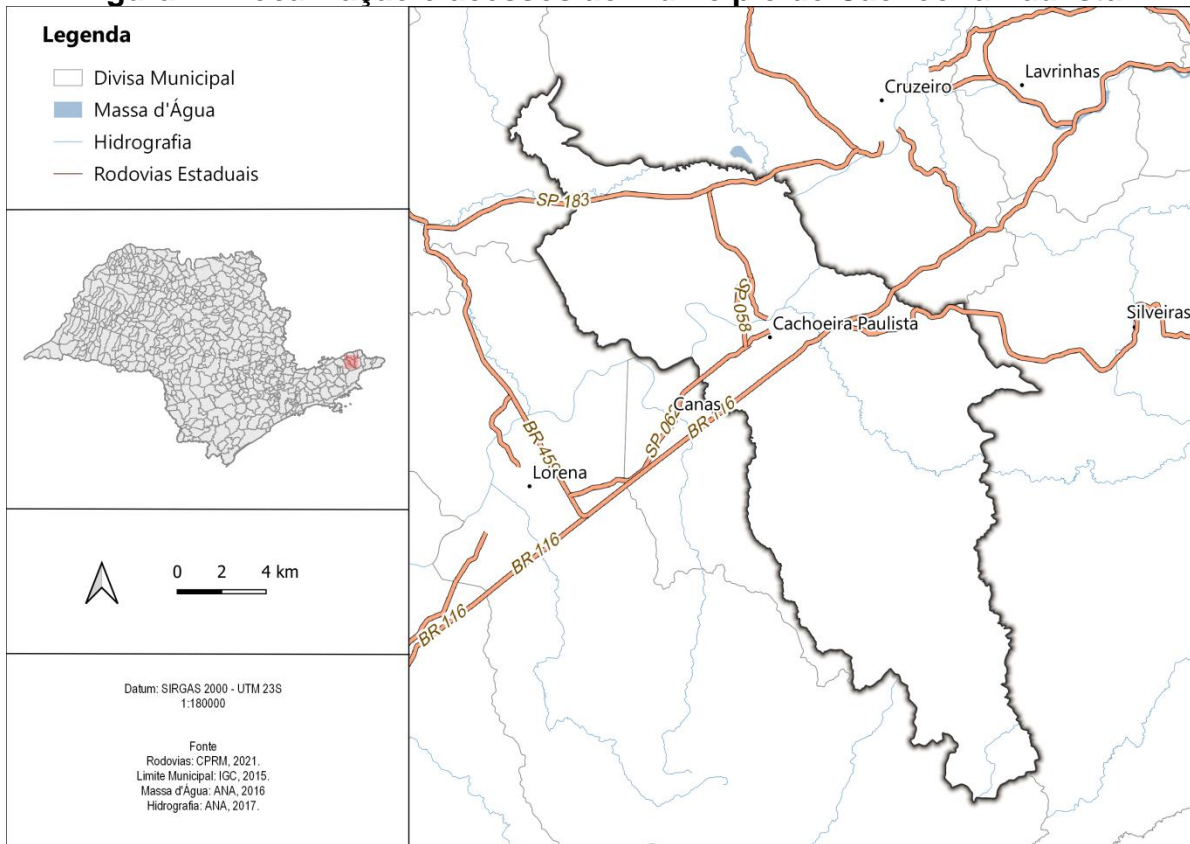 Legenda
Divisa Municipal
Massa d'Água
Hidrografia
Rodovias Estaduais
0 2 4 km
Datum: SIRGAS 2000 - UTM 23S
1:180000
Fonte
Rodovias: CPRM, 2021.
Limite Municipal: IGC, 2015.
Massa d'Água: ANA, 2016
Hidrografia: ANA, 2017.
Lavrinhas
Cruzeiro
SP 183
SP 058
Silveiras
Cachoeira Paulista
Canas
SP 062
BR 116
BR 459
Lorena
BR 116
BR 116